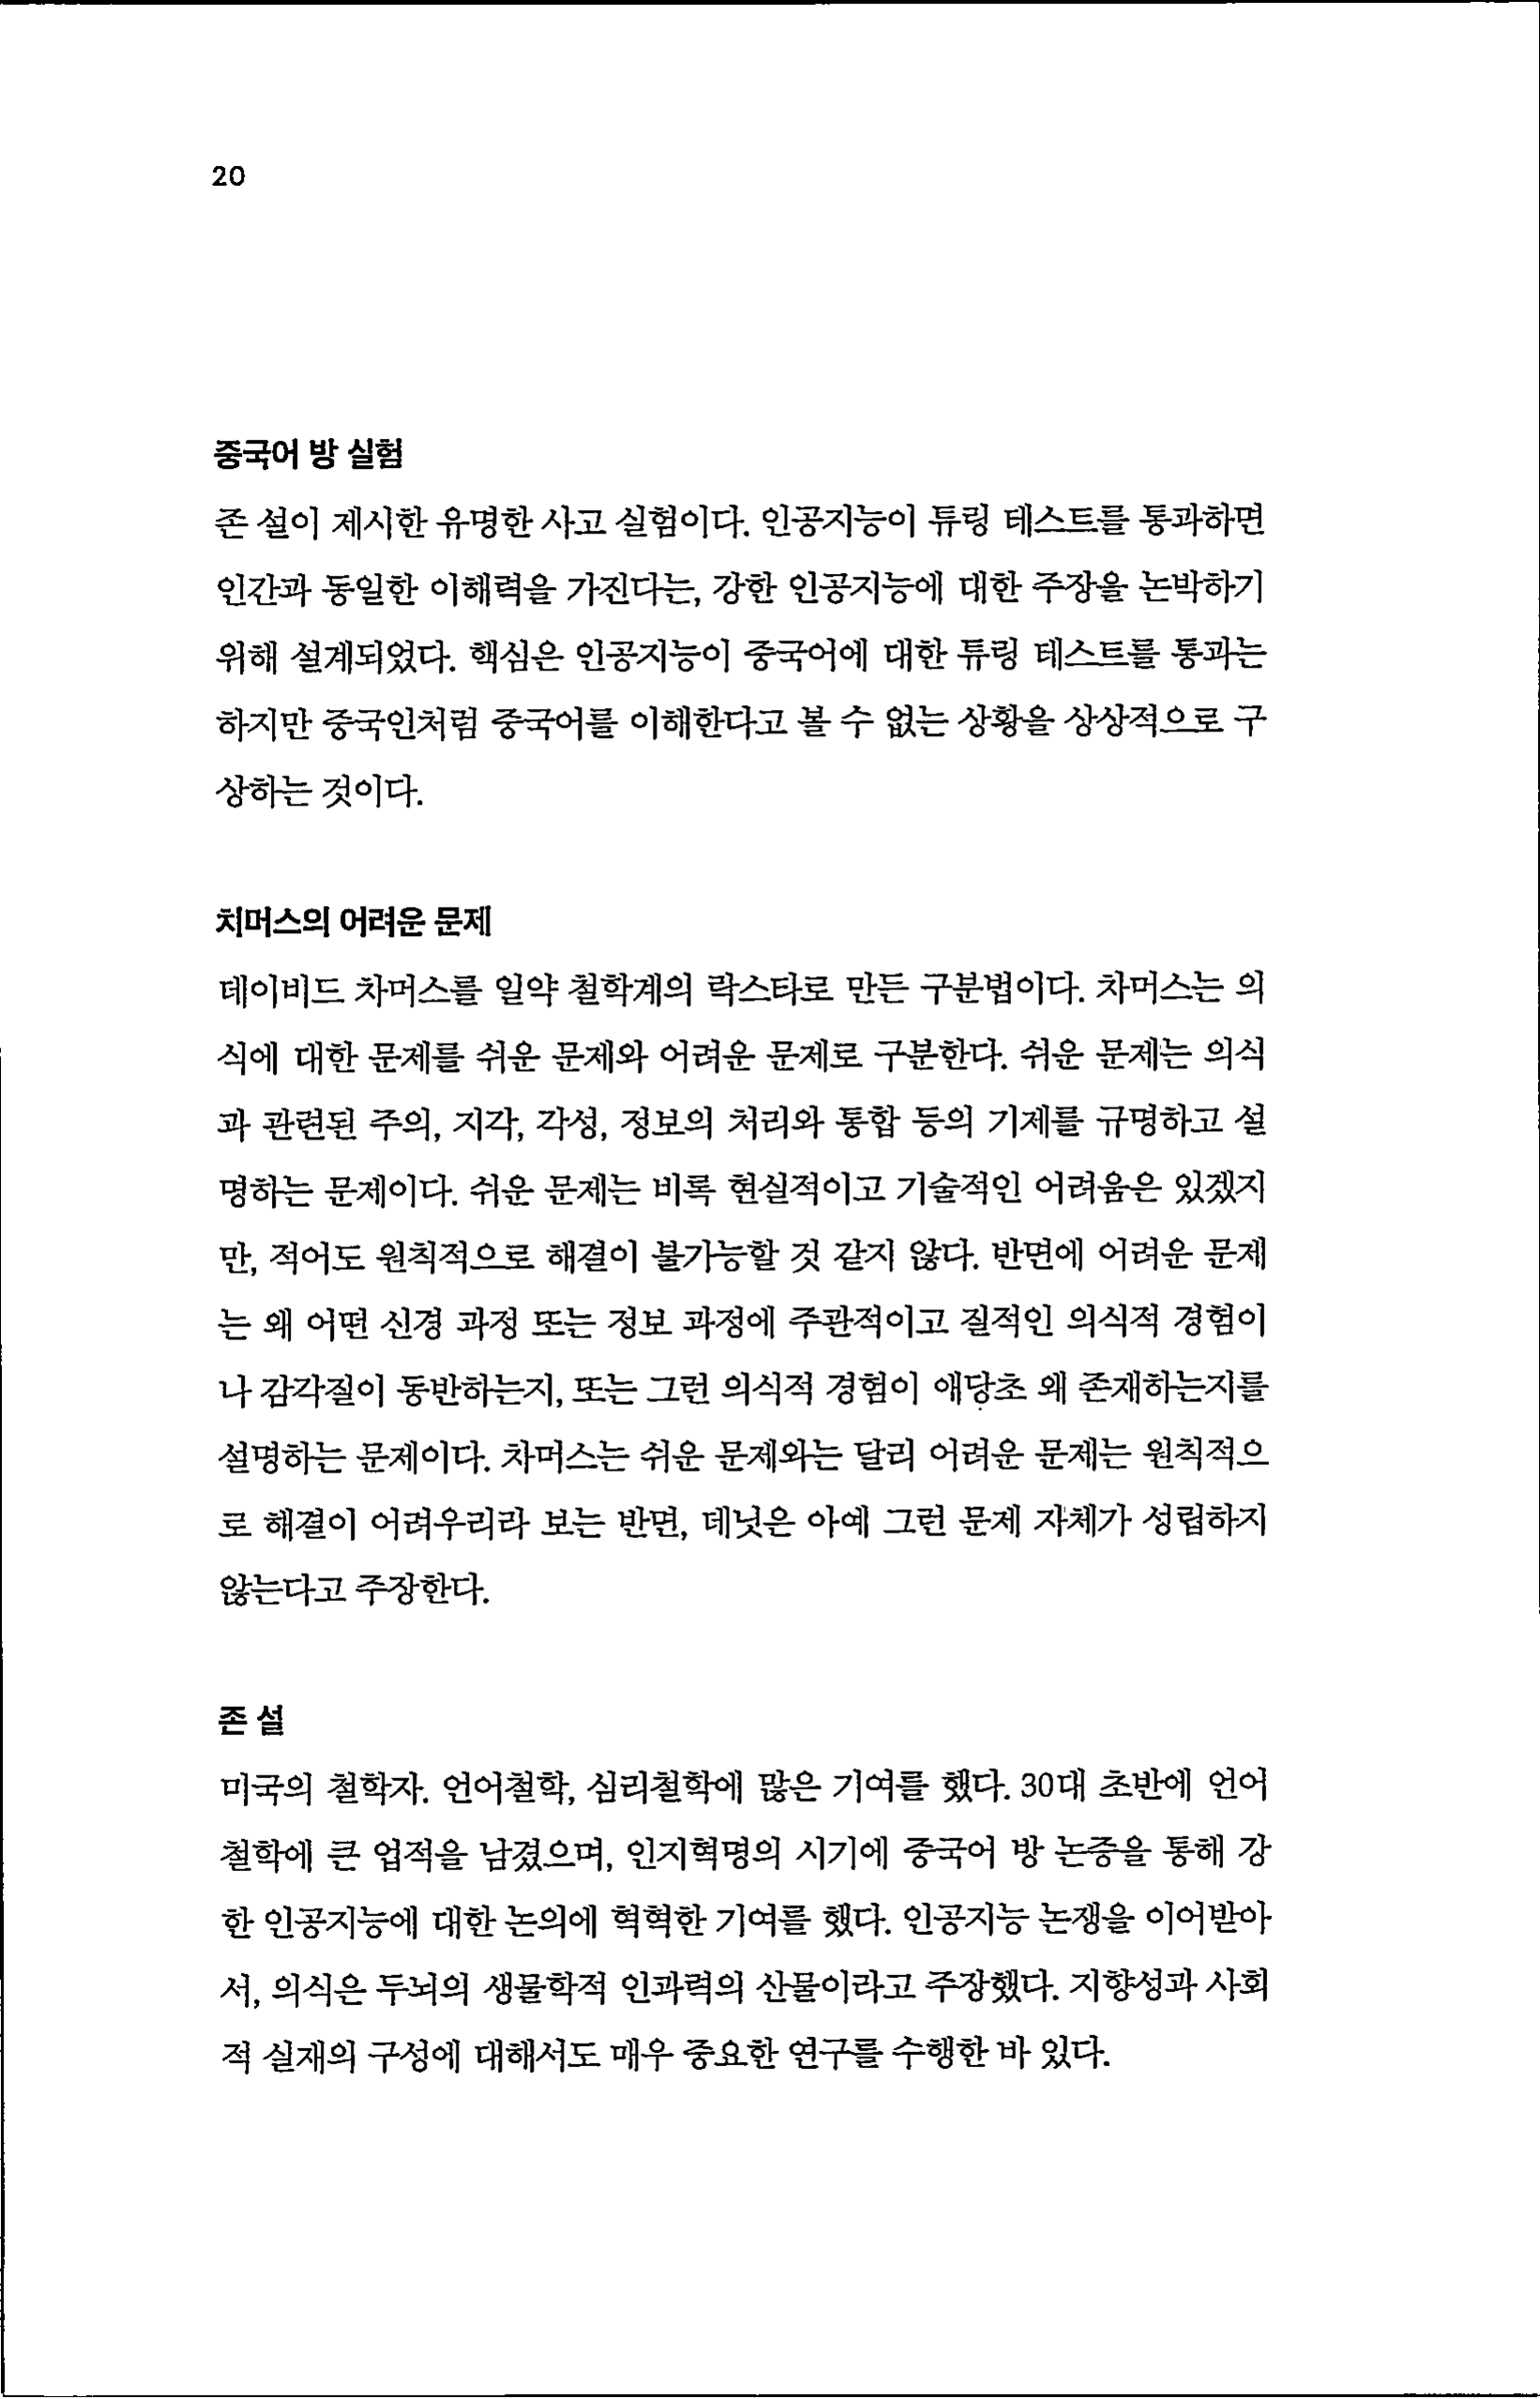 20
중국어 방 실험
존 설이 제시한 유명한 사고 실험이다. 인공지능이 튜링 테스트를 통과하면
인간과 동일한 이해력을 가진다는, 강한 인공지능에 대한 주장을 논박하기
위해 설계되었다. 핵심은 인공지능이 중국어에 대한 튜링 테스트를 통과는
하지만 중국인처럼 중국어를 이해한다고 볼 수 없는 상황을 상상적으로 구
상하는 것이다.
치머스의 어려운 문제
데이비드 차머스를 일약 철학계의 락스타로 만든 구분법이다. 차머스는 의
식에 대한 문제를 쉬운 문제와 어려운 문제로 구분한다. 쉬운 문제는 의식
과 관련된 주의, 지각, 각성, 정보의 처리와 통합 등의 기제를 규명하고 설
명하는 문제이다. 쉬운 문제는 비록 현실적이고 기술적인 어려움은 있겠지
만, 적어도 원칙적으로 해결이 불가능할 것 같지 않다. 반면에 어려운 문제
는 왜 어떤 신경 과정 또는 정보 과정에 주관적이고 질적인 의식적 경험이
나 감각질이 동반하는지, 또는 그런 의식적 경험이 애당초 왜 존재하는지를
설명하는 문제이다. 차머스는 쉬운 문제와는 달리 어려운 문제는 원칙적으
로 해결이 어려우리라 보는 반면, 데닛은 아예 그런 문제 자체가 성립하지
않는다고 주장한다.
존 설
미국의 철학자. 언어철학, 심리철학에 많은 기여를 했다. 30대 초반에 언어
철학에 큰 업적을 남겼으며, 인지혁명의 시기에 중국어 방 논증을 통해 강
한 인공지능에 대한 논의에 혁혁한 기여를 했다. 인공지능 논쟁을 이어받아
서, 의식은 두뇌의 생물학적 인과력의 산물이라고 주장했다. 지향성과 사회
적 실재의 구성에 대해서도 매우 중요한 연구를 수행한 바 있다.